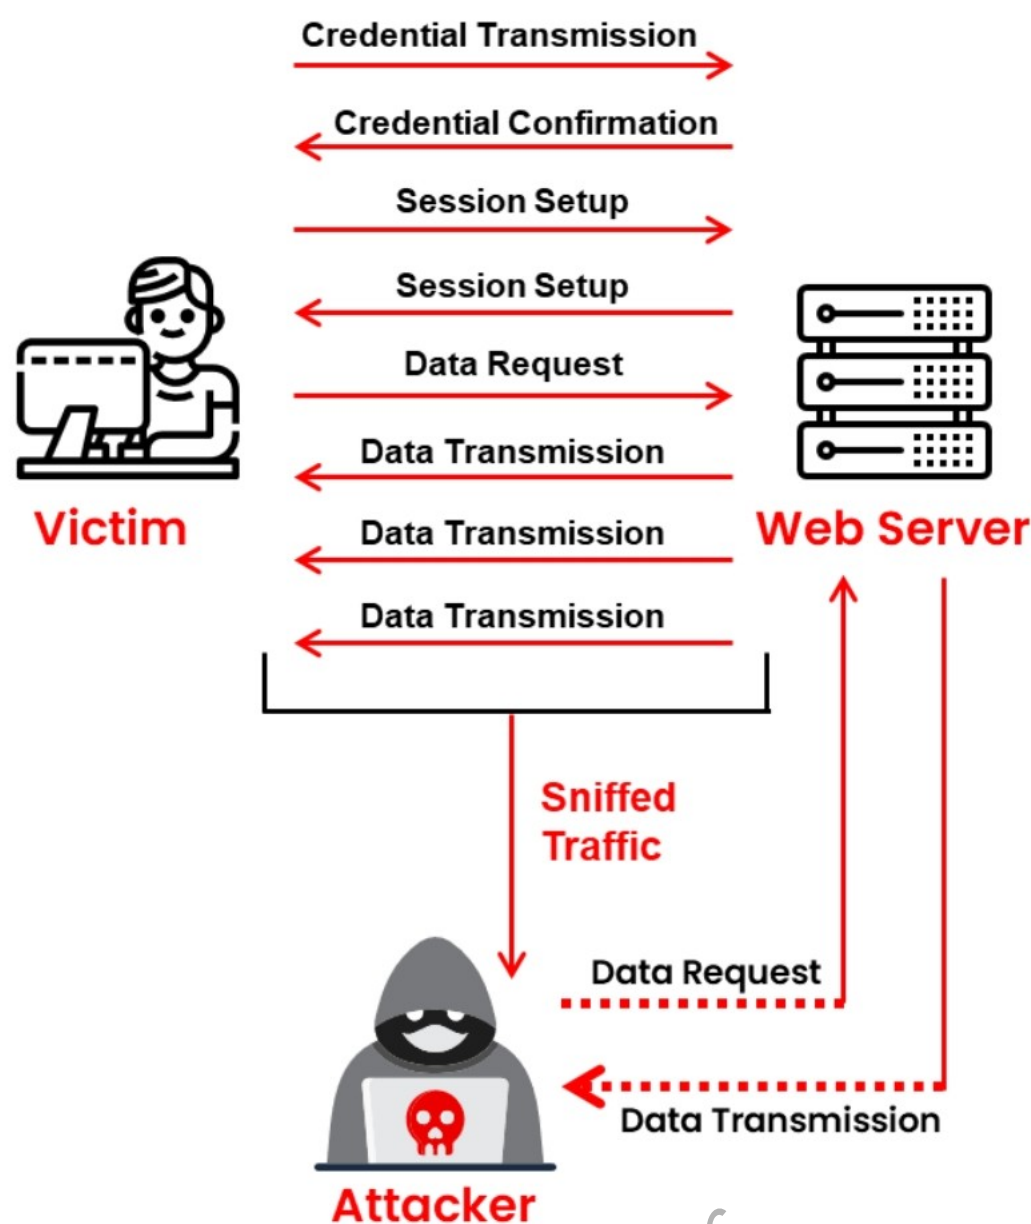 Credential Transmission
Credential Confirmation
Session Setup
Session Setup
Data Request
Data Transmission
Data Transmission
Data Transmission
Victim
Web Server
Sniffed
Traffic
Data Request
Data Transmission
Attacker